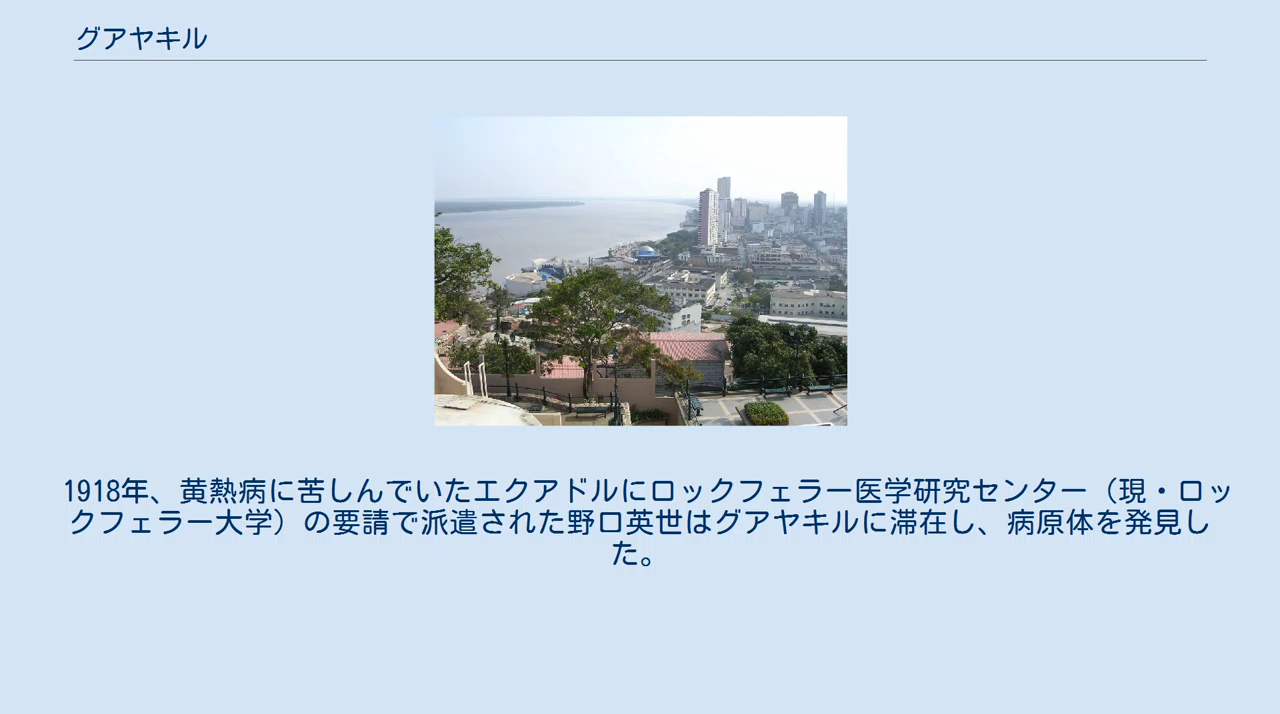 グアヤキル
1918年、黄熱病に苦しんでいたエクアドルにロックフェラー医学研究センター（現・ロッ
クフェラー大学）の要請で派遣された野口英世はグアヤキルに滞在し、病原体を発見し
た。